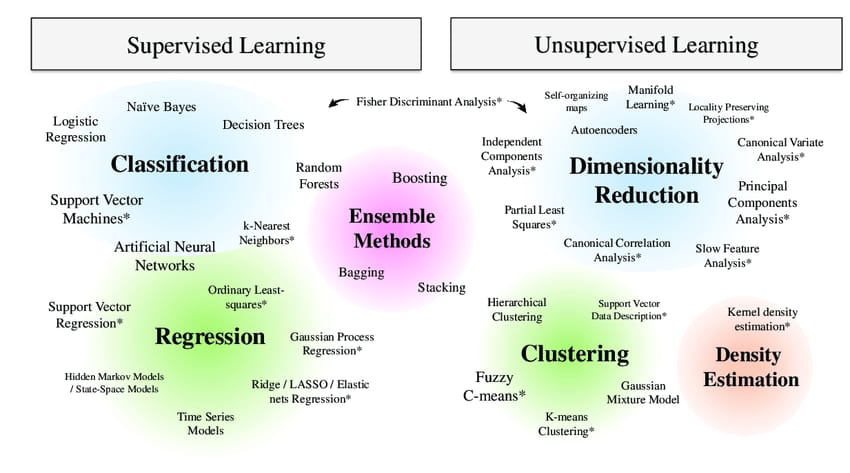 Supervised Learning
Unsupervised Learning
Fisher Discriminant Analysis*
Naïve Bayes
Logistic
Regression
Decision Trees
Classification
Random
Forests
Support Vector
Machines*
k-Nearest
Neighbors*
Artificial Neural
Networks
Boosting
Ensemble
Methods
Bagging
Stacking
Ordinary Least-
squares*
Support Vector
Regression*
Regression
Gaussian Process
Regression*
Hidden Markov Models
/ State-Space Models
Ridge / LASSO / Elastic
nets Regression*
Time Series
Models
Self-organizing
maps
Manifold
Learning*
Locality Preserving
Projections*
Autoencoders
Independent
Components
Analysis*
Canonical Variate
Analysis*
Dimensionality
Reduction
Principal
Components
Analysis*
Partial Least
Squares*
Canonical Correlation
Analysis*
Slow Feature
Analysis*
Hierarchical
Clustering
Support Vector
Data Description*
Clustering
Fuzzy
C-means*
Gaussian
Mixture Model
K-means
Clustering*
Kernel density
estimation*
Density
Estimation